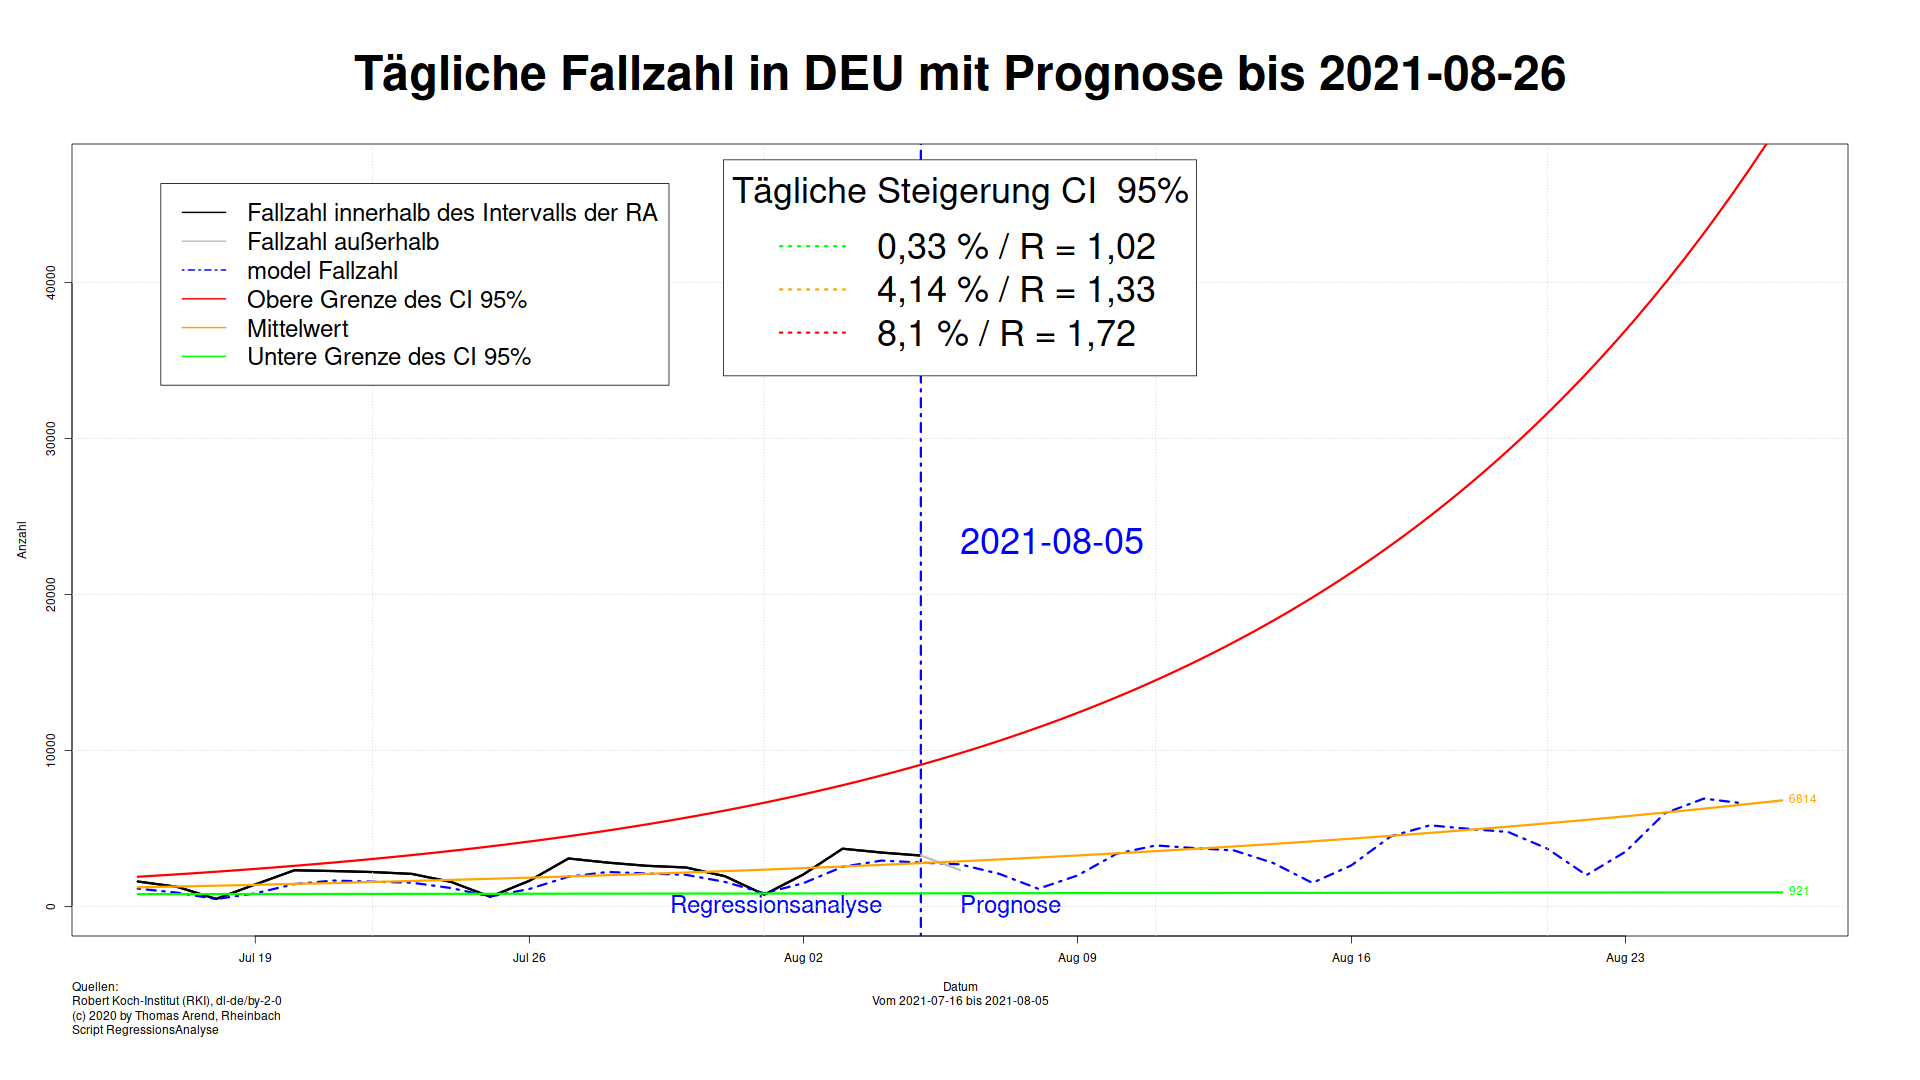 Tägliche Fallzahl in DEU mit Prognose bis 2021-08-26
Fallzahl innerhalb des Intervalls der RA
Fallzahl außerhalb
model Fallzahl
Obere Grenze des CI 95%
Mittelwert
Untere Grenze des CI 95%
Tägliche Steigerung CI  95%
0,33 % / R = 1,02
4,14 % / R = 1,33
8,1 % / R = 1,72
40000
30000
20000
10000
0
Anzahl
2021-08-05
6814
921
Regressionsanalyse
Prognose
Jul 19
Jul 26
Aug 02
Aug 09
Aug 16
Aug 23
Datum
Vom 2021-07-16 bis 2021-08-05
Quellen:
Robert Koch-Institut (RKI), dl-de/by-2-0
(c) 2020 by Thomas Arend, Rheinbach
Script RegressionsAnalyse